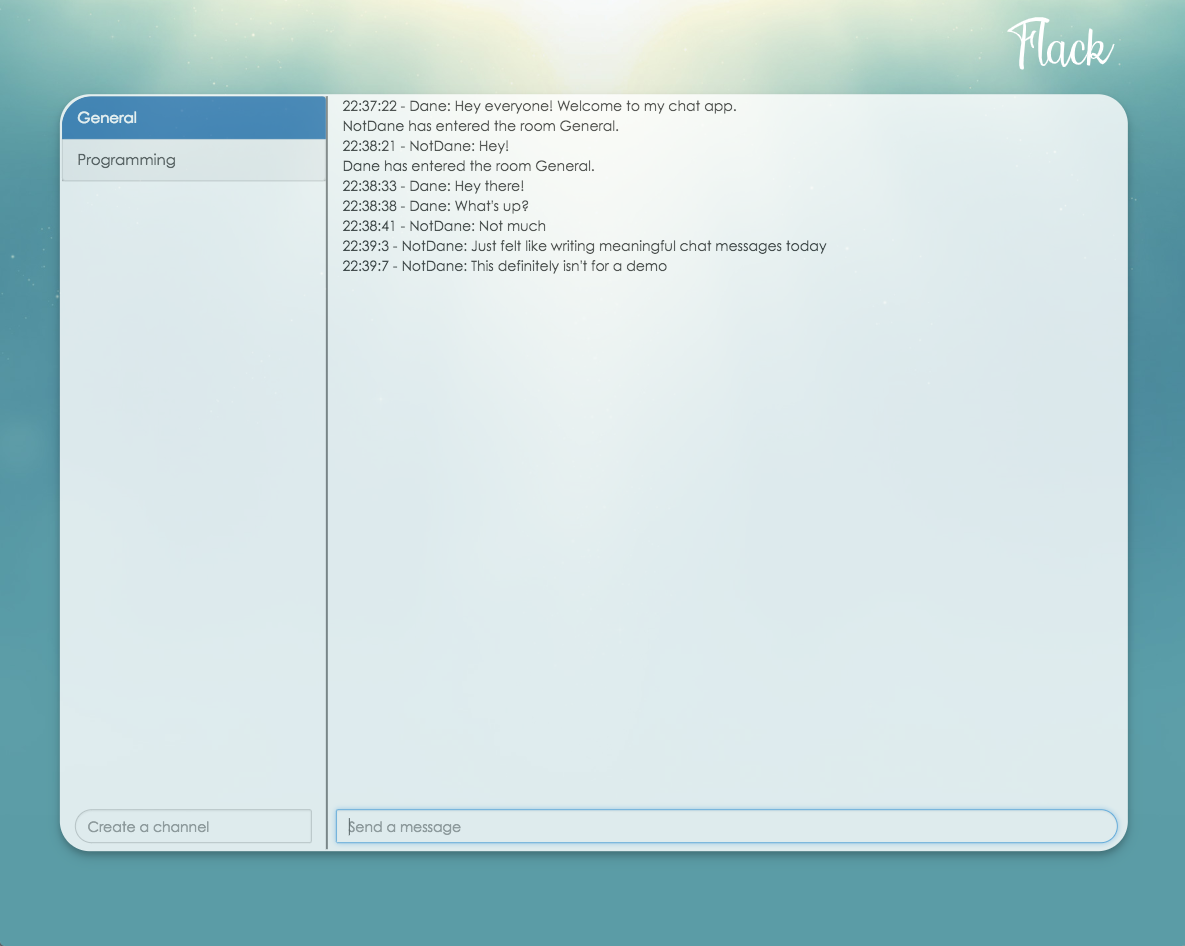 Flack
General
Programming
22:37:22 - Dane: Hey everyone! Welcome to my chat app.
NotDane has entered the room General.
22:38:21 - NotDane: Hey!
Dane has entered the room General.
22:38:33 - Dane: Hey there!
22:38:38 - Dane: What's up?
22:38:41 - NotDane: Not much
22:39:3 - NotDane: Just felt like writing meaningful chat messages today
22:39:7 - NotDane: This definitely isn't for a demo
Create a channel
Send a message